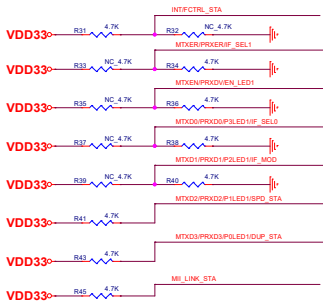 INT/FCTRL_STA
VDD33 R31 4.7K R32 NC_4.7K
MTXER/PRXER/IF_SEL1
VDD33 R33 NC_4.7K R34 4.7K
MTXEN/PRXDV/EN_LED1
VDD33 R35 NC_4.7K R36 4.7K
MTXD0/PRXD0/P3LED1/IF_SEL0
VDD33 R37 NC_4.7K R38 4.7K
MTXD1/PRXD1/P2LED1/IF_MOD
VDD33 R39 NC_4.7K R40 4.7K
MTXD2/PRXD2/P1LED1/SPD_STA
VDD33 R41 4.7K
MTXD3/PRXD3/P0LED1/DUP_STA
VDD33 R43 4.7K
MII_LINK_STA
VDD33 R45 4.7K